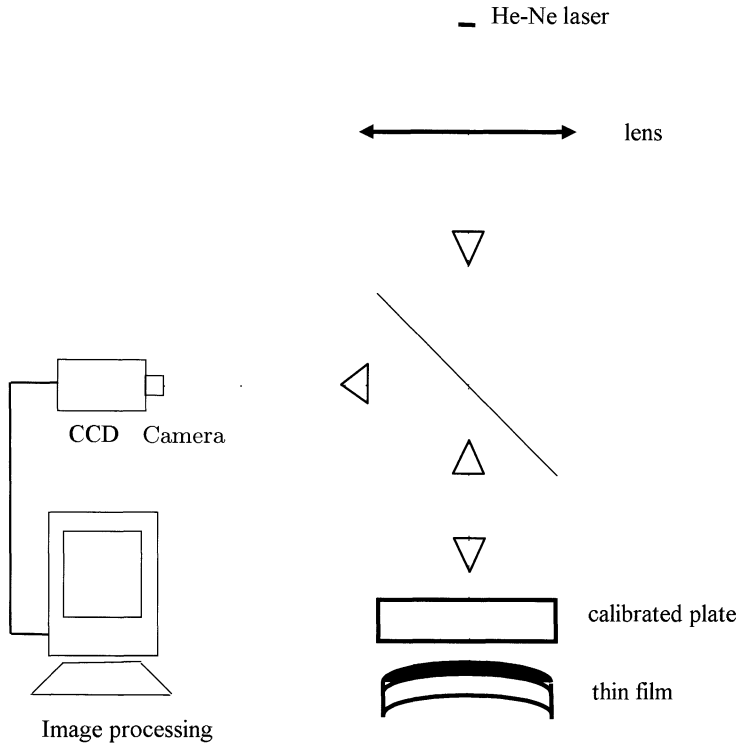 He-Ne laser
lens
CCD Camera
calibrated plate
thin film
Image processing